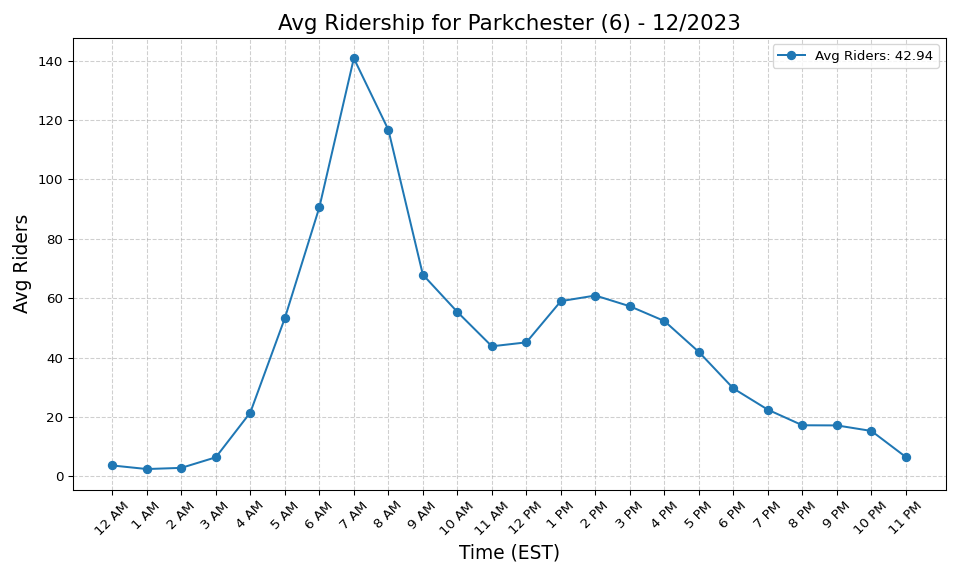 Avg Ridership for Parkchester (6) - 12/2023
Avg Riders: 42.94
140
120
100
80
60
40
20
0
Avg Riders
12 AM
1 AM
2 AM
3 AM
4 AM
5 AM
6 AM
7 AM
8 AM
9 AM
10 AM
11 AM
12 PM
1 PM
2 PM
3 PM
4 PM
5 PM
6 PM
7 PM
8 PM
9 PM
10 PM
11 PM
Time (EST)